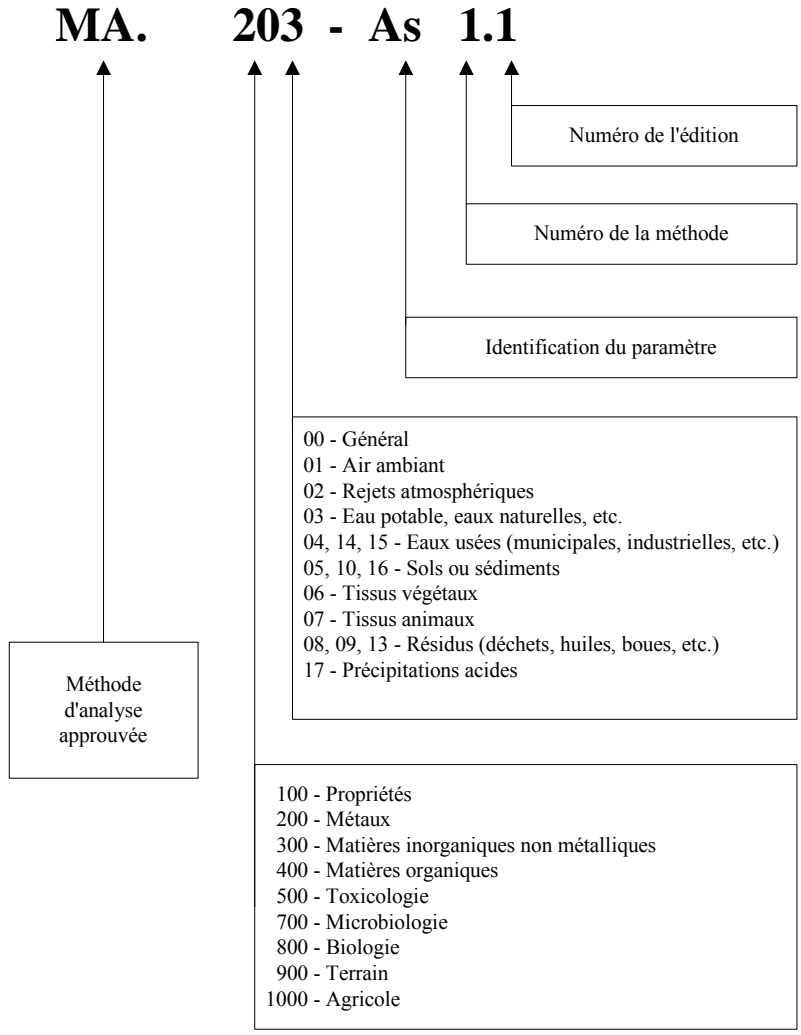 MA. 203 - As 1.1
Numéro de l'édition
Numéro de la méthode
Identification du paramètre
00 - Général
01 - Air ambiant
02 - Rejets atmosphériques
03 - Eau potable, eaux naturelles, etc.
04, 14, 15 - Eaux usées (municipales, industrielles, etc.)
05, 10, 16 - Sols ou sédiments
06 - Tissus végétaux
07 - Tissus animaux
08, 09, 13 - Résidus (déchets, huiles, boues, etc.)
17 - Précipitations acides
Méthode
d'analyse
approuvée
100 - Propriétés
200 - Métaux
300 - Matières inorganiques non métalliques
400 - Matières organiques
500 - Toxicologie
700 - Microbiologie
800 - Biologie
900 - Terrain
1000 - Agricole